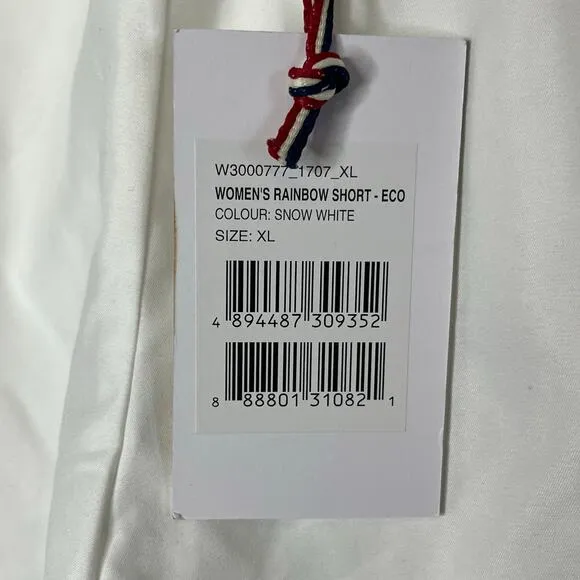 W3000777_1707_XL
WOMEN'S RAINBOW SHORT - ECO
COLOUR: SNOW WHITE
SIZE: XL
4 894487 309352
8 88801 31082 1